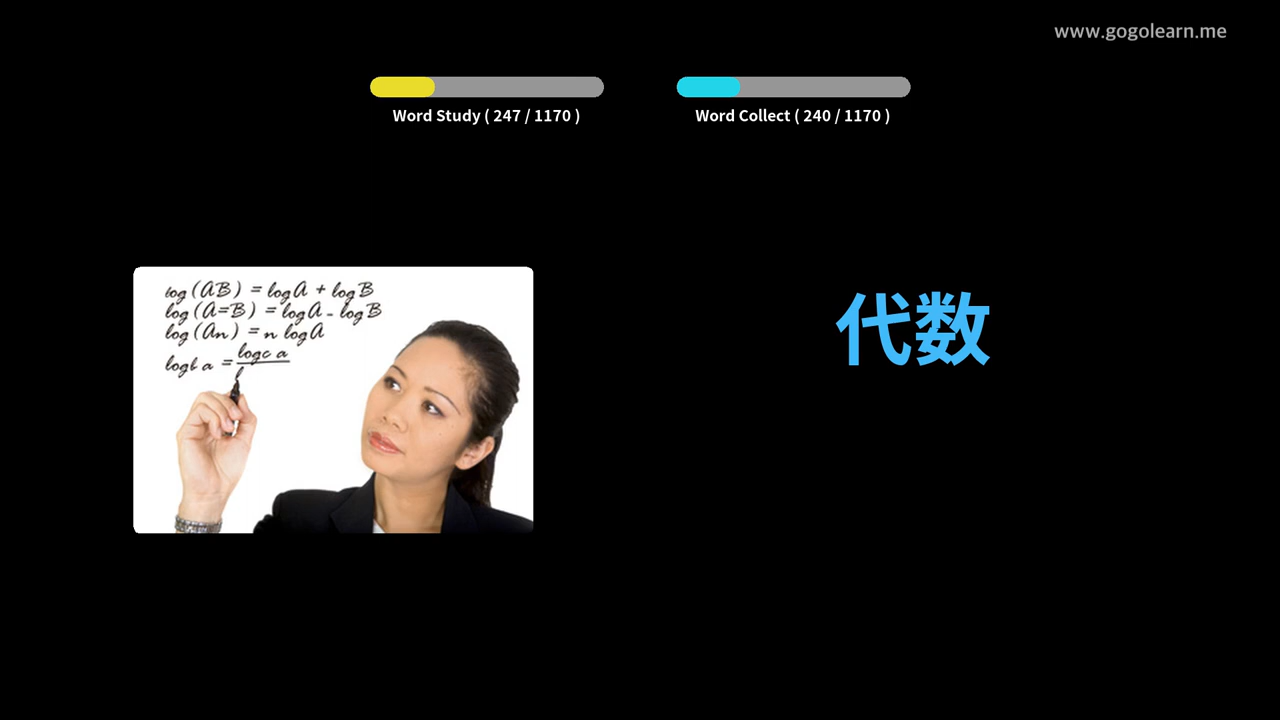 www.gogolearn.me
Word Study ( 247 / 1170 )
Word Collect ( 240 / 1170 )
log (AB) = log A + log B
log (A=B) = log A - log B
log (An) = n log A
logb a = logc a
代数